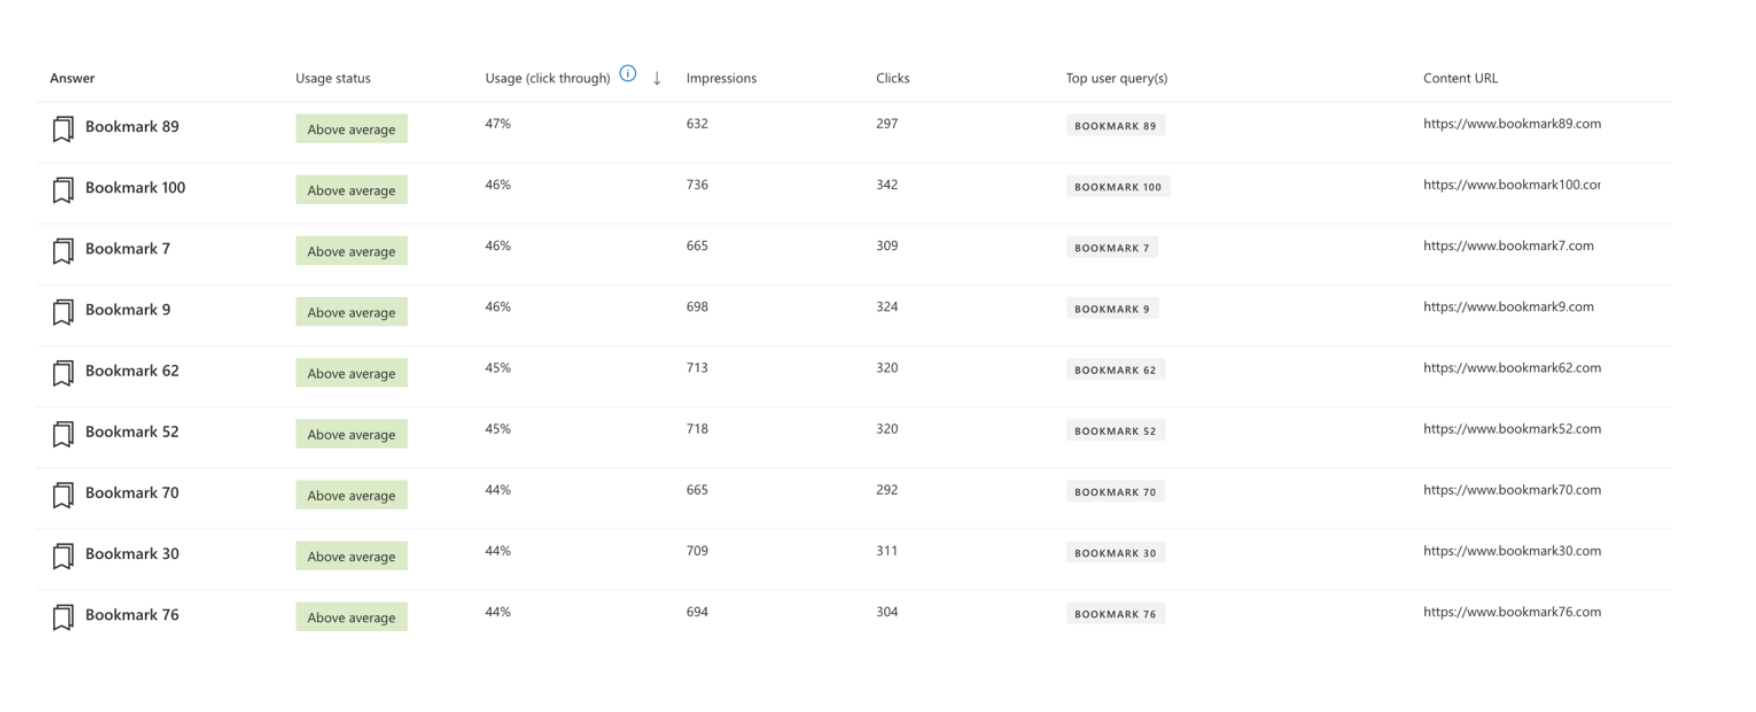 Answer Usage status Usage (click through) Impressions Clicks Top user query(s) Content URL
Bookmark 89 Above average 47% 632 297 BOOKMARK 89 https://www.bookmark89.com
Bookmark 100 Above average 46% 736 342 BOOKMARK 100 https://www.bookmark100.cor
Bookmark 7 Above average 46% 665 309 BOOKMARK 7 https://www.bookmark7.com
Bookmark 9 Above average 46% 698 324 BOOKMARK 9 https://www.bookmark9.com
Bookmark 62 Above average 45% 713 320 BOOKMARK 62 https://www.bookmark62.com
Bookmark 52 Above average 45% 718 320 BOOKMARK 52 https://www.bookmark52.com
Bookmark 70 Above average 44% 665 292 BOOKMARK 70 https://www.bookmark70.com
Bookmark 30 Above average 44% 709 311 BOOKMARK 30 https://www.bookmark30.com
Bookmark 76 Above average 44% 694 304 BOOKMARK 76 https://www.bookmark76.com